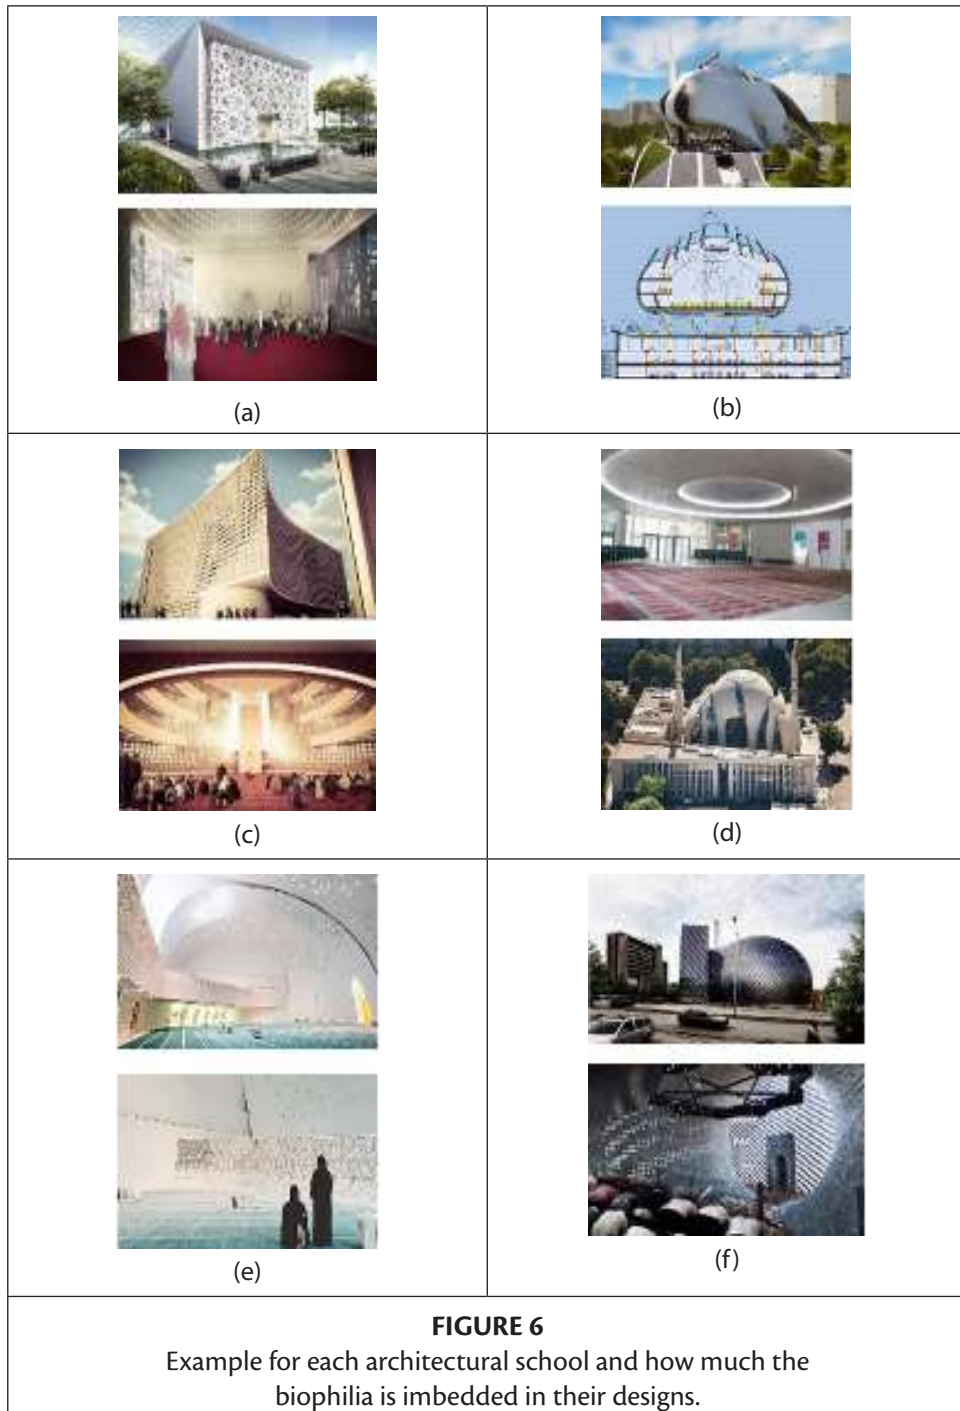 (a)
(b)
(c)
(d)
(e)
(f)
FIGURE 6
Example for each architectural school and how much the
biophilia is imbedded in their designs.